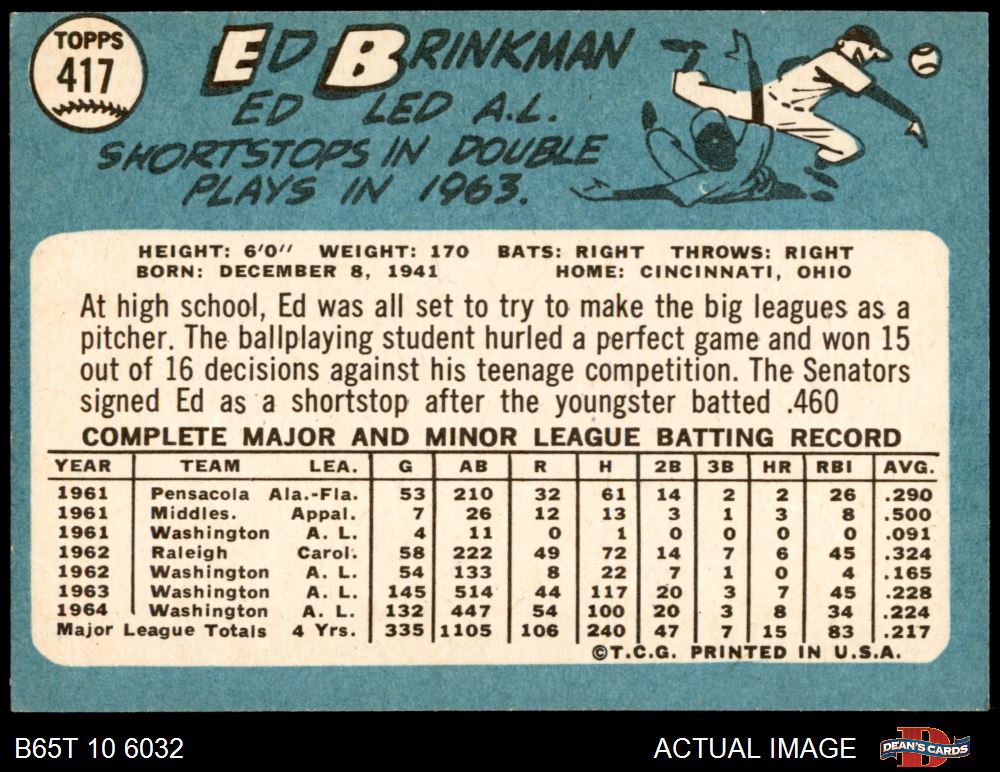 TOPPS
417
ED BRINKMAN
ED LED A.L.
SHORTSTOPS IN DOUBLE
PLAYS IN 1963.
HEIGHT: 6'0" WEIGHT: 170 BATS: RIGHT THROWS: RIGHT
BORN: DECEMBER 8, 1941 HOME: CINCINNATI, OHIO
At high school, Ed was all set to try to make the big leagues as a
pitcher. The ballplaying student hurled a perfect game and won 15
out of 16 decisions against his teenage competition. The Senators
signed Ed as a shortstop after the youngster batted .460
COMPLETE MAJOR AND MINOR LEAGUE BATTING RECORD
YEAR TEAM LEA. G AB R H 2B 3B HR RBI AVG.
1961 Pensacola Ala.-Fla. 53 210 32 61 14 2 2 26 .290
1961 Middles. Appal. 7 26 12 13 3 1 3 8 .500
1961 Washington A. L. 4 11 0 1 0 0 0 0 .091
1962 Raleigh Carol. 58 222 49 72 14 7 6 45 .324
1962 Washington A. L. 54 133 8 22 7 1 0 4 .165
1963 Washington A. L. 145 514 44 117 20 3 7 45 .228
1964 Washington A. L. 132 447 54 100 20 3 8 34 .224
Major League Totals 4 Yrs. 335 1105 106 240 47 7 15 83 .217
©T.C.G. PRINTED IN U.S.A.
B65T 10 6032 ACTUAL IMAGE DEAN'S CARDS